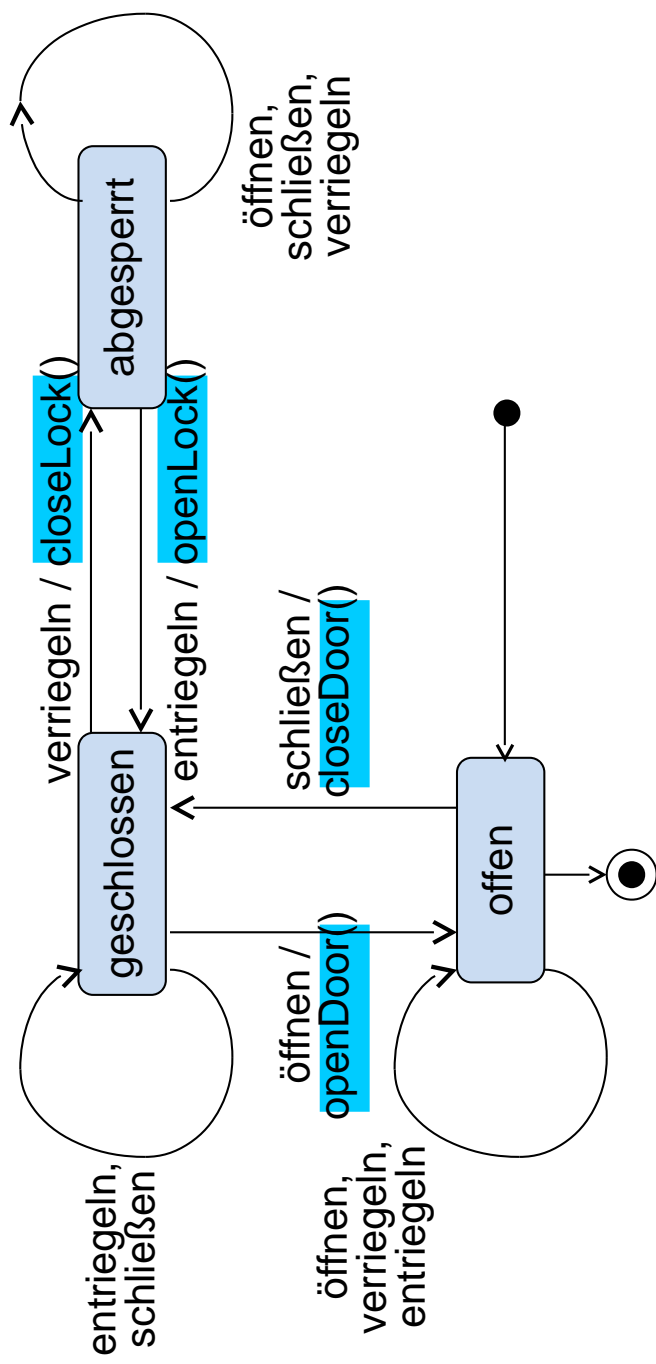 entriegeln,
schließen
geschlossen
verriegeln / closeLock()
entriegeln / openLock()
abgesperrt
öffnen,
schließen,
verriegeln
öffnen /
openDoor()
schließen /
closeDoor()
öffnen,
verriegeln,
entriegeln
offen